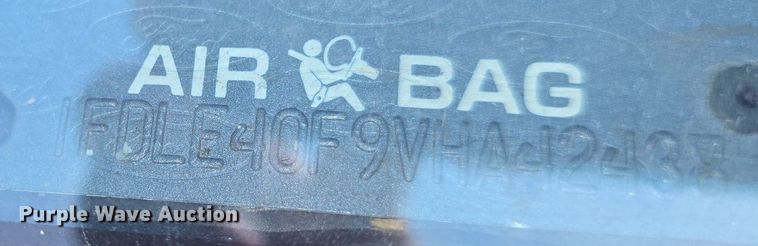 AIR BAG
1FDLE40F9VHA42438
Purple Wave Auction